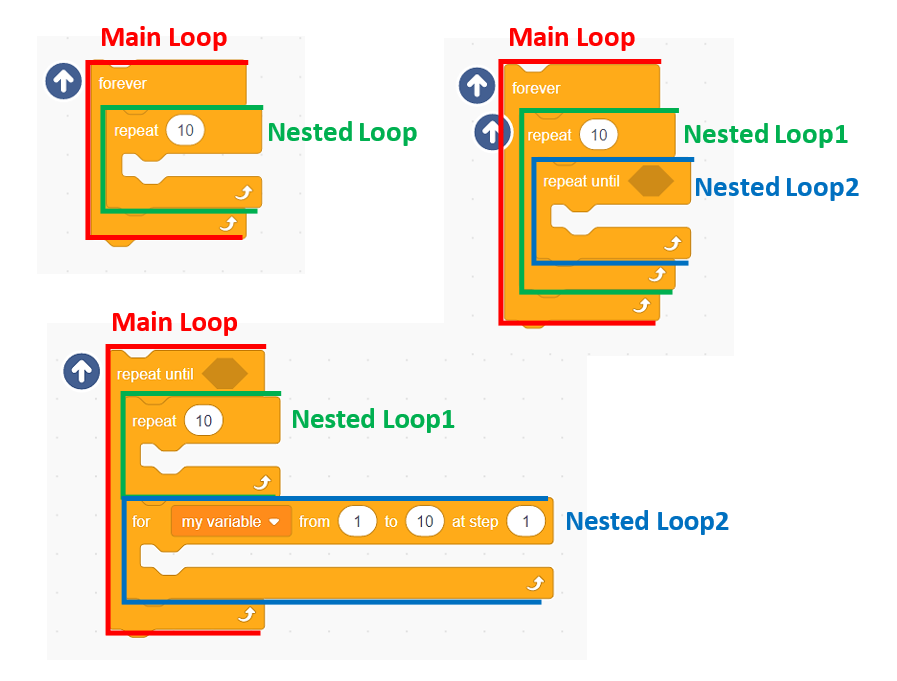 Main Loop
forever
repeat 10
Nested Loop
Main Loop
forever
repeat 10
Nested Loop1
repeat until
Nested Loop2
Main Loop
repeat until
repeat 10
Nested Loop1
for my variable from 1 to 10 at step 1
Nested Loop2